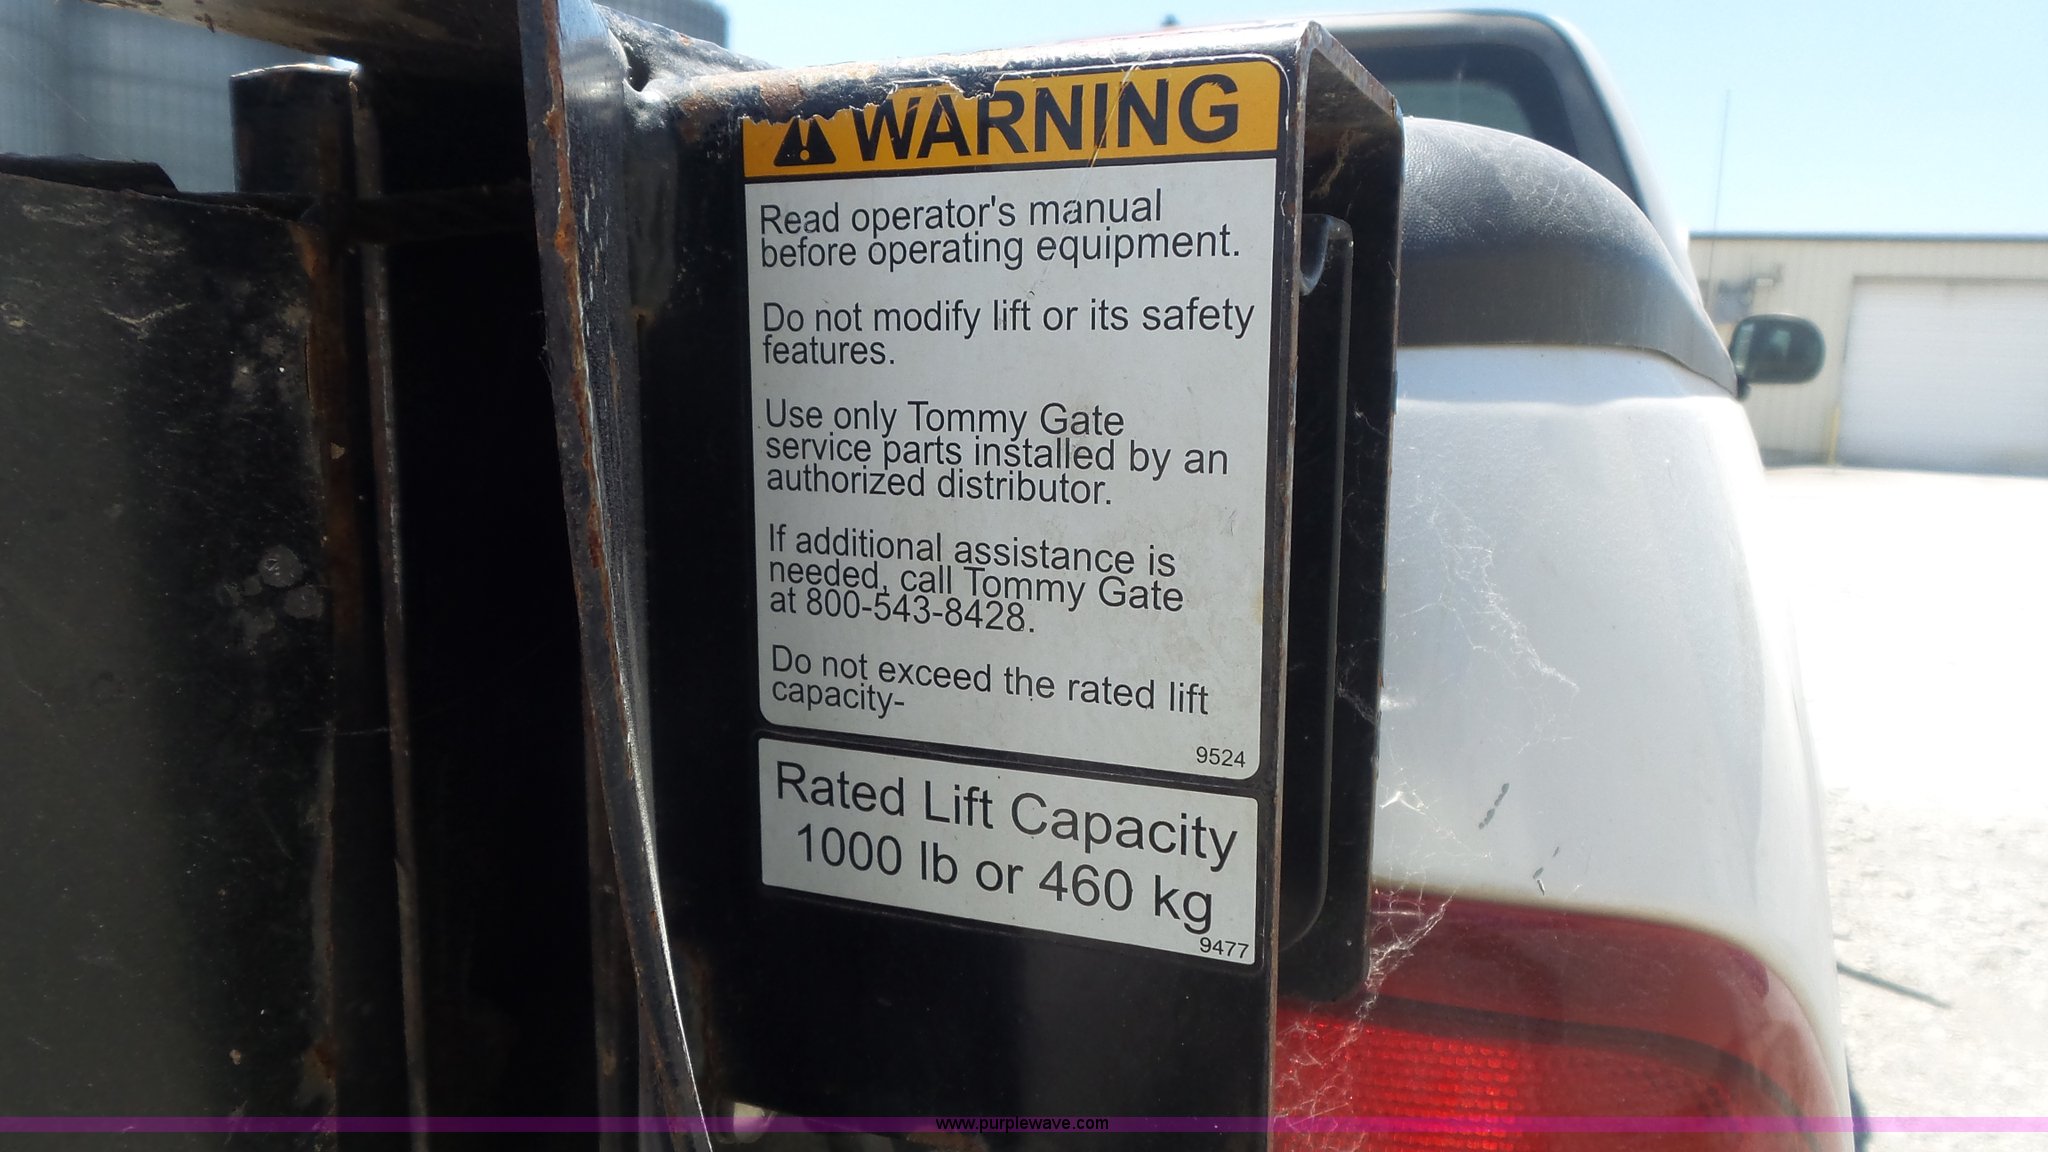 WARNING
Read operator's manual
before operating equipment.
Do not modify lift or its safety
features.
Use only Tommy Gate
service parts installed by an
authorized distributor.
If additional assistance is
needed, call Tommy Gate
at 800-543-8428.
Do not exceed the rated lift
capacity-
9524
Rated Lift Capacity
1000 lb or 460 kg
9477
www.purplewave.com